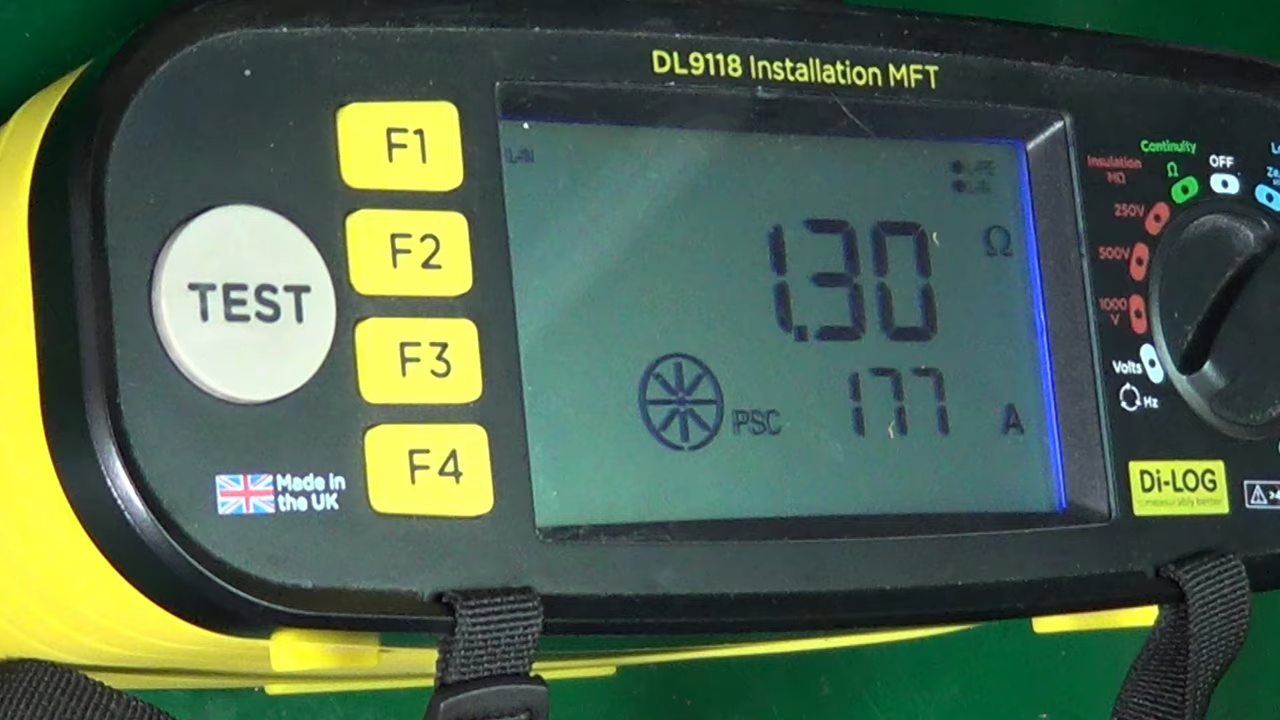 DL9118 Installation MFT
F1
F2
F3
F4
TEST
Made in
the UK
L-N
1.30 Ω
PSC 177 A
Continuity
Ω
OFF
Insulation
MΩ
250V
500V
1000
V
Volts
Hz
Di-LOG